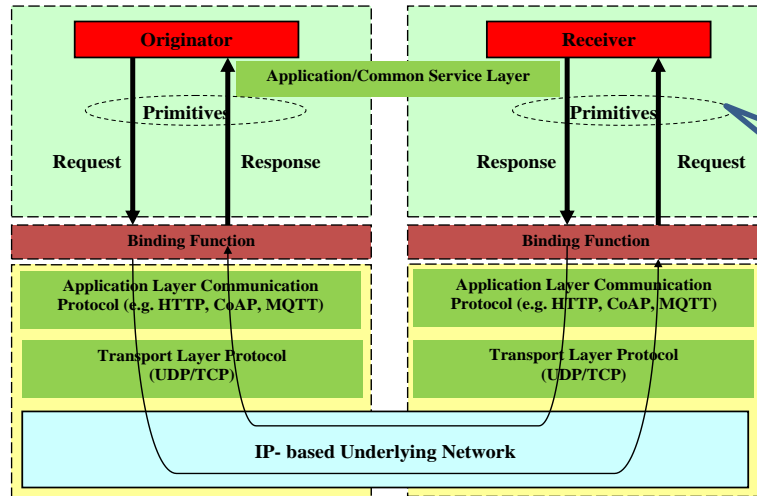 Originator
Receiver
Application/Common Service Layer
Primitives
Primitives
Request
Response
Response
Request
Binding Function
Binding Function
Application Layer Communication
Protocol (e.g. HTTP, CoAP, MQTT)
Application Layer Communication
Protocol (e.g. HTTP, CoAP, MQTT)
Transport Layer Protocol
(UDP/TCP)
Transport Layer Protocol
(UDP/TCP)
IP- based Underlying Network